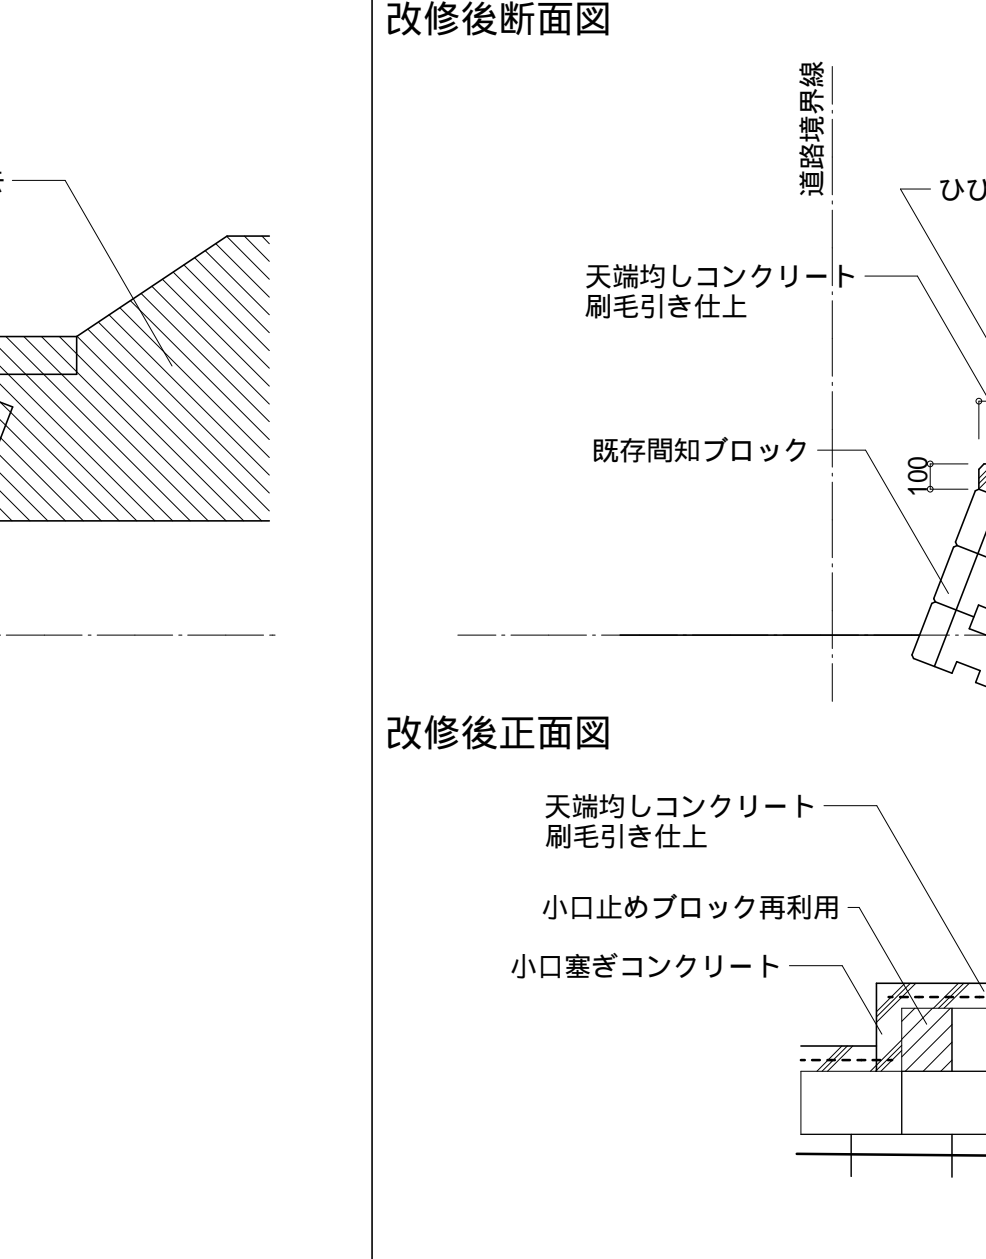 改修後断面図
道路境界線
ひひ
天端均しコンクリート
刷毛引き仕上
既存間知ブロック
100
改修後正面図
天端均しコンクリート
刷毛引き仕上
小口止めブロック再利用
小口塞ぎコンクリート